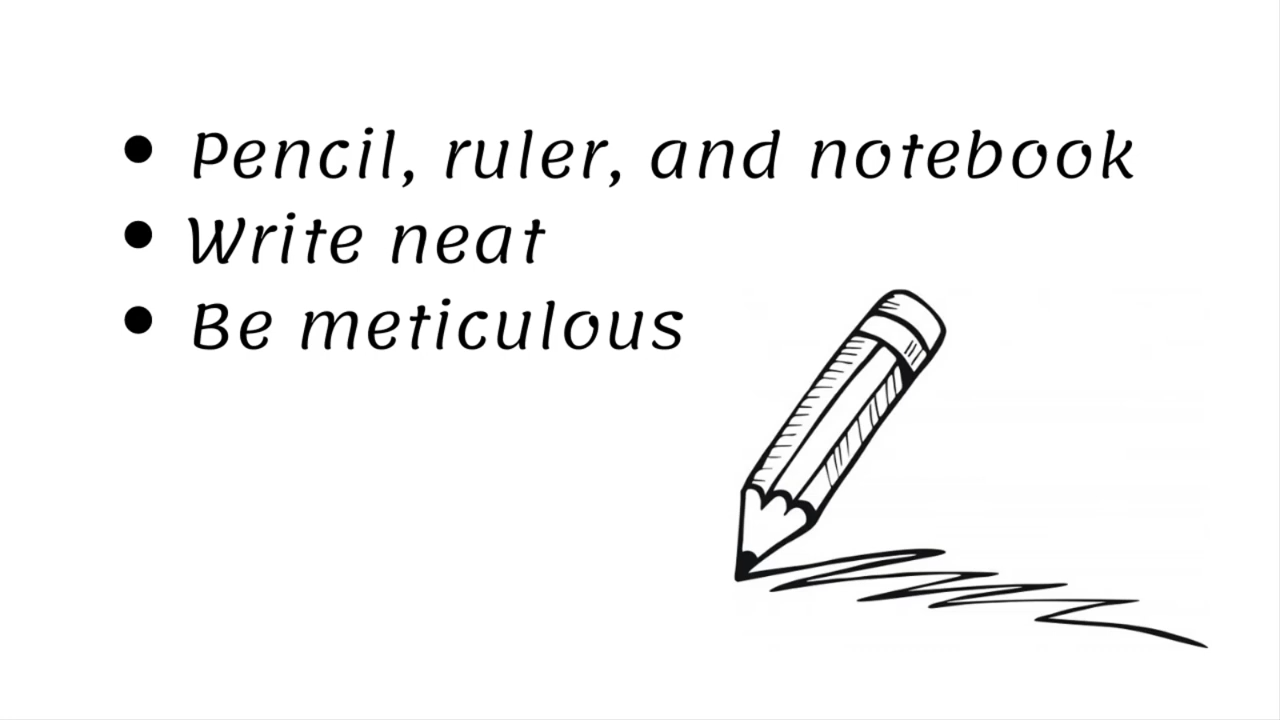 • Pencil, ruler, and notebook
• Write neat
• Be meticulous